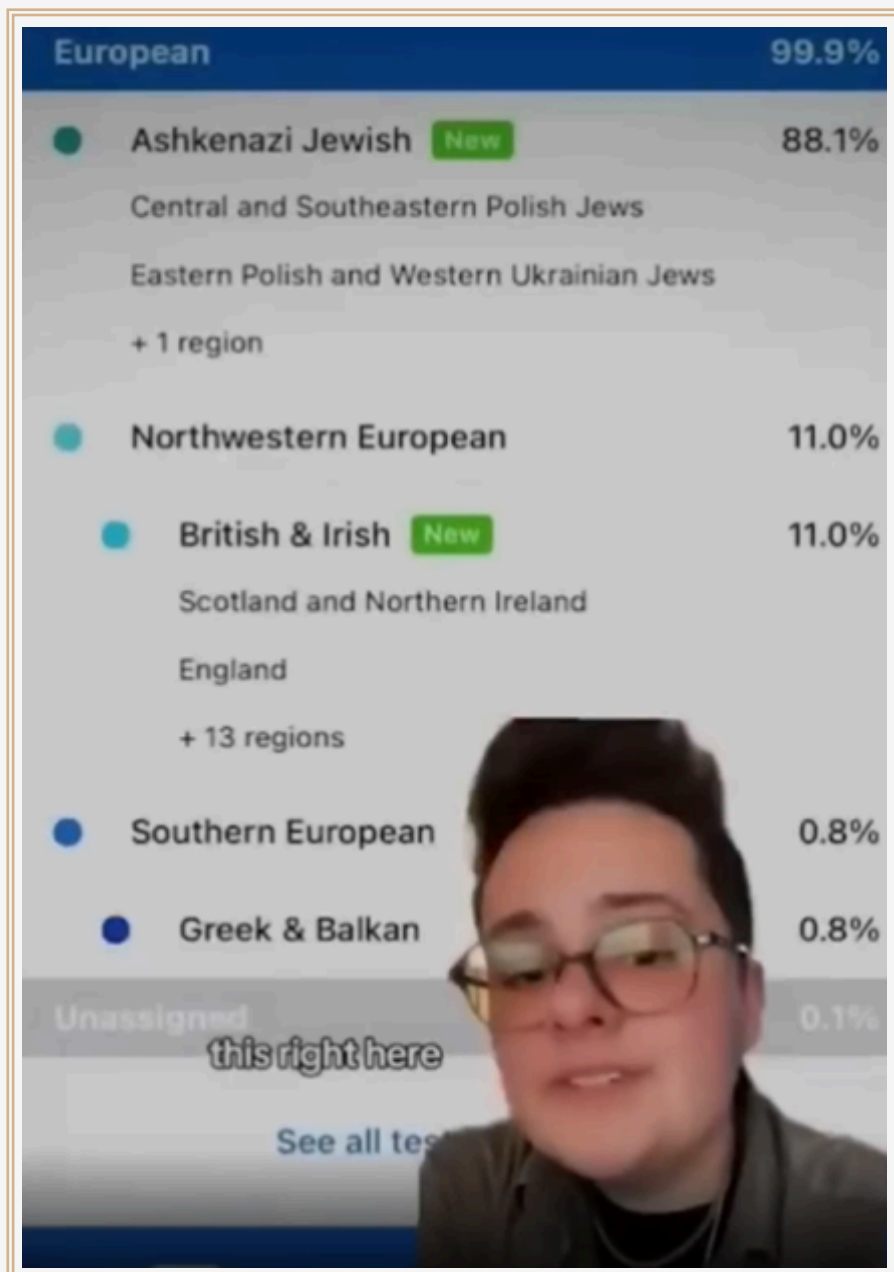 European 99.9%
Ashkenazi Jewish New 88.1%
Central and Southeastern Polish Jews
Eastern Polish and Western Ukrainian Jews
+ 1 region
Northwestern European 11.0%
British & Irish New 11.0%
Scotland and Northern Ireland
England
+ 13 regions
Southern European 0.8%
Greek & Balkan 0.8%
Unassigned 0.1%
this right here
See all